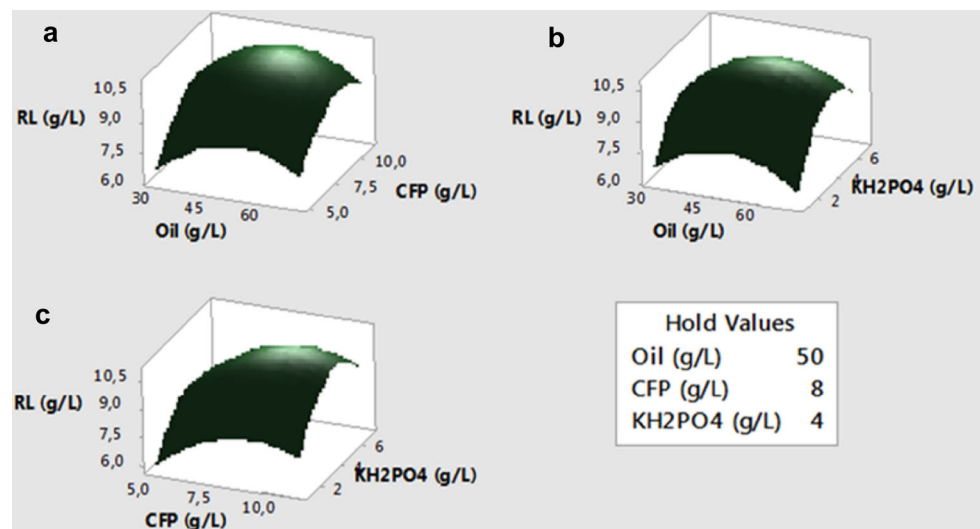 a
10,5
RL (g/L) 9,0
7,5
6,0
30
45
60
Oil (g/L)
10,0
7,5
5,0
CFP (g/L)
b
10,5
RL (g/L) 9,0
7,5
6,0
30
45
60
Oil (g/L)
6
4
2
KH2PO4 (g/L)
c
10,5
RL (g/L) 9,0
7,5
6,0
5,0
7,5
10,0
CFP (g/L)
6
4
2
KH2PO4 (g/L)
Hold Values
Oil (g/L) 50
CFP (g/L) 8
KH2PO4 (g/L) 4